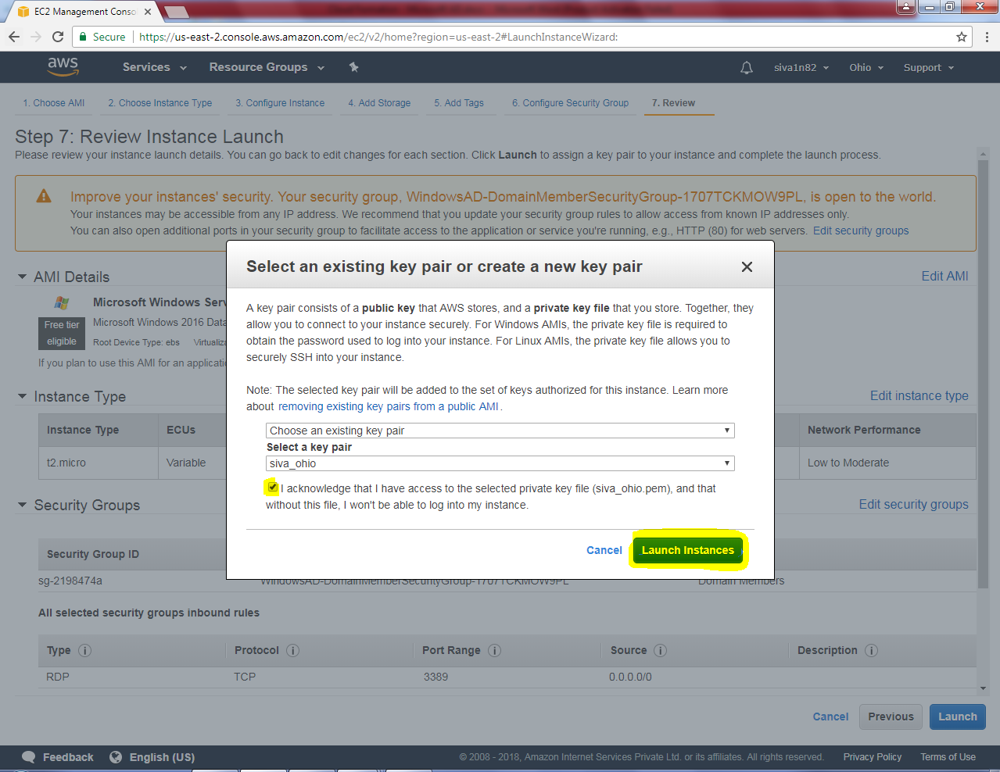 EC2 Management Conso
Secure
https://us-east-2.console.aws.amazon.com/ec2/v2/home?region=us-east-2#LaunchInstanceWizard:
aws
Services
Resource Groups
siva1n82
Ohio
Support
1. Choose AMI
2. Choose Instance Type
3. Configure Instance
4. Add Storage
5. Add Tags
6. Configure Security Group
7. Review
Step 7: Review Instance Launch
Please review your instance launch details. You can go back to edit changes for each section. Click Launch to assign a key pair to your instance and complete the launch process.
Improve your instances' security. Your security group, WindowsAD-DomainMemberSecurityGroup-1707TCKMOW9PL, is open to the world.
Your instances may be accessible from any IP address. We recommend that you update your security group rules to allow access from known IP addresses only.
You can also open additional ports in your security group to facilitate access to the application or service you're running, e.g., HTTP (80) for web servers. Edit security groups
AMI Details
Edit AMI
Microsoft Windows Serv
Free tier
eligible
Microsoft Windows 2016 Data
Root Device Type: ebs
Virtualiza
If you plan to use this AMI for an applicati
Instance Type
Edit instance type
Instance Type
ECUs
Network Performance
t2.micro
Variable
Low to Moderate
Security Groups
Edit security groups
Security Group ID
sg-2198474a
WindowsAD-DomainMemberSecurityGroup-1707TCKMOW9PL
Domain Members
All selected security groups inbound rules
Type
Protocol
Port Range
Source
Description
RDP
TCP
3389
0.0.0.0/0
Select an existing key pair or create a new key pair
A key pair consists of a public key that AWS stores, and a private key file that you store. Together, they
allow you to connect to your instance securely. For Windows AMIs, the private key file is required to
obtain the password used to log into your instance. For Linux AMIs, the private key file allows you to
securely SSH into your instance.
Note: The selected key pair will be added to the set of keys authorized for this instance. Learn more
about removing existing key pairs from a public AMI.
Choose an existing key pair
Select a key pair
siva_ohio
I acknowledge that I have access to the selected private key file (siva_ohio.pem), and that
without this file, I won't be able to log into my instance.
Cancel
Launch Instances
Cancel
Previous
Launch
Feedback
English (US)
© 2008 - 2018, Amazon Internet Services Private Ltd. or its affiliates. All rights reserved.
Privacy Policy
Terms of Use